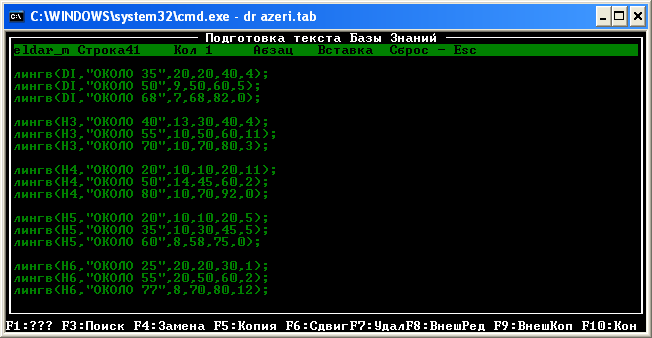 C:\WINDOWS\system32\cmd.exe - dr azeri.tab
Подготовка текста Базы Знаний
eldar_m Строка41 Кол 1 Абзац Вставка Сброс - Esc
лингв(DI,"ОКОЛО 35",20,20,40,4);
лингв(DI,"ОКОЛО 50",9,50,60,5);
лингв(DI,"ОКОЛО 68",7,68,82,0);
лингв(H3,"ОКОЛО 40",13,30,40,4);
лингв(H3,"ОКОЛО 55",10,50,60,11);
лингв(H3,"ОКОЛО 70",10,70,80,3);
лингв(H4,"ОКОЛО 20",10,10,20,11);
лингв(H4,"ОКОЛО 50",14,45,60,2);
лингв(H4,"ОКОЛО 80",10,70,92,0);
лингв(H5,"ОКОЛО 20",10,10,20,5);
лингв(H5,"ОКОЛО 35",10,30,45,5);
лингв(H5,"ОКОЛО 60",8,58,75,0);
лингв(H6,"ОКОЛО 25",20,20,30,1);
лингв(H6,"ОКОЛО 55",20,50,60,2);
лингв(H6,"ОКОЛО 77",8,70,80,12);
F1:??? F3:Поиск F4:Замена F5:Копия F6:СдвигF7:УдалF8:ВнешРед F9:ВнешКоп F10:Кон